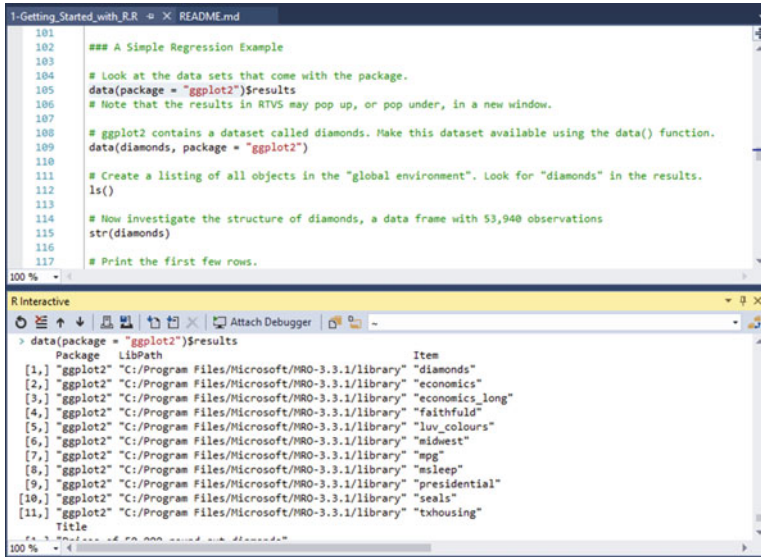 1-Getting_Started_with_R.R README.md
101
102 ### A Simple Regression Example
103
104 # Look at the data sets that come with the package.
105 data(package = "ggplot2")$results
106 # Note that the results in RTVS may pop up, or pop under, in a new window.
107
108 # ggplot2 contains a dataset called diamonds. Make this dataset available using the data() function.
109 data(diamonds, package = "ggplot2")
110
111 # Create a listing of all objects in the "global environment". Look for "diamonds" in the results.
112 ls()
113
114 # Now investigate the structure of diamonds, a data frame with 53,940 observations
115 str(diamonds)
116
117 # Print the first few rows.
100 %
R Interactive
Attach Debugger ~
> data(package = "ggplot2")$results
Package LibPath Item
[1,] "ggplot2" "C:/Program Files/Microsoft/MRO-3.3.1/library" "diamonds"
[2,] "ggplot2" "C:/Program Files/Microsoft/MRO-3.3.1/library" "economics"
[3,] "ggplot2" "C:/Program Files/Microsoft/MRO-3.3.1/library" "economics_long"
[4,] "ggplot2" "C:/Program Files/Microsoft/MRO-3.3.1/library" "faithfuld"
[5,] "ggplot2" "C:/Program Files/Microsoft/MRO-3.3.1/library" "luv_colours"
[6,] "ggplot2" "C:/Program Files/Microsoft/MRO-3.3.1/library" "midwest"
[7,] "ggplot2" "C:/Program Files/Microsoft/MRO-3.3.1/library" "mpg"
[8,] "ggplot2" "C:/Program Files/Microsoft/MRO-3.3.1/library" "msleep"
[9,] "ggplot2" "C:/Program Files/Microsoft/MRO-3.3.1/library" "presidential"
[10,] "ggplot2" "C:/Program Files/Microsoft/MRO-3.3.1/library" "seals"
[11,] "ggplot2" "C:/Program Files/Microsoft/MRO-3.3.1/library" "txhousing"
Title
100 %